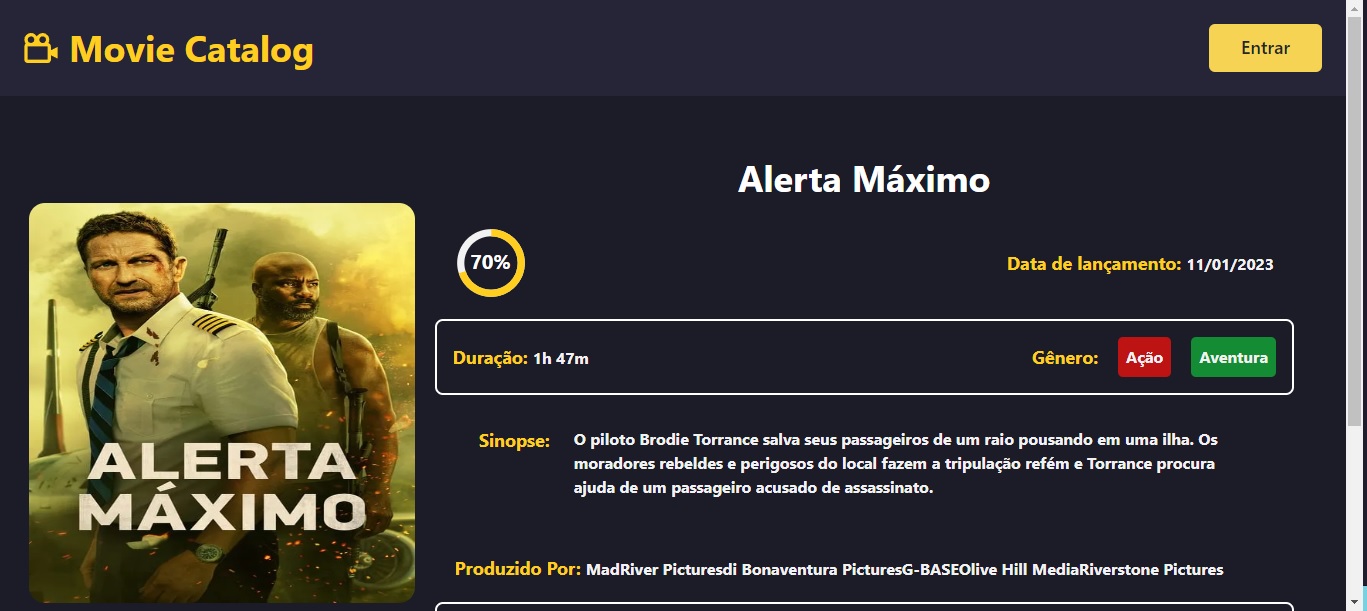 Movie Catalog
Entrar
Alerta Máximo
70%
Data de lançamento: 11/01/2023
Duração: 1h 47m
Gênero: Ação Aventura
Sinopse: O piloto Brodie Torrance salva seus passageiros de um raio pousando em uma ilha. Os
moradores rebeldes e perigosos do local fazem a tripulação refém e Torrance procura
ajuda de um passageiro acusado de assassinato.
Produzido Por: MadRiver Picturesdi Bonaventura PicturesG-BASEOlive Hill MediaRiverstone Pictures
ALERTA
MÁXIMO